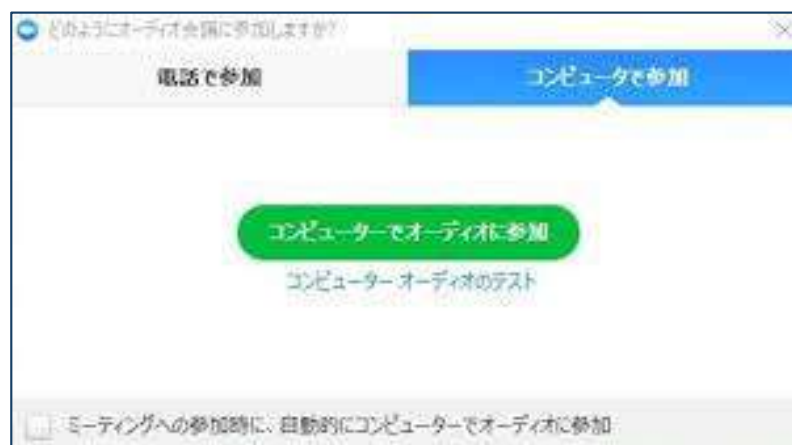 どのようにオーディオ会議に参加しますか?
電話で参加
コンピュータで参加
コンピューターでオーディオに参加
コンピューター オーディオのテスト
ミーティングへの参加時に、自動的にコンピューターでオーディオに参加